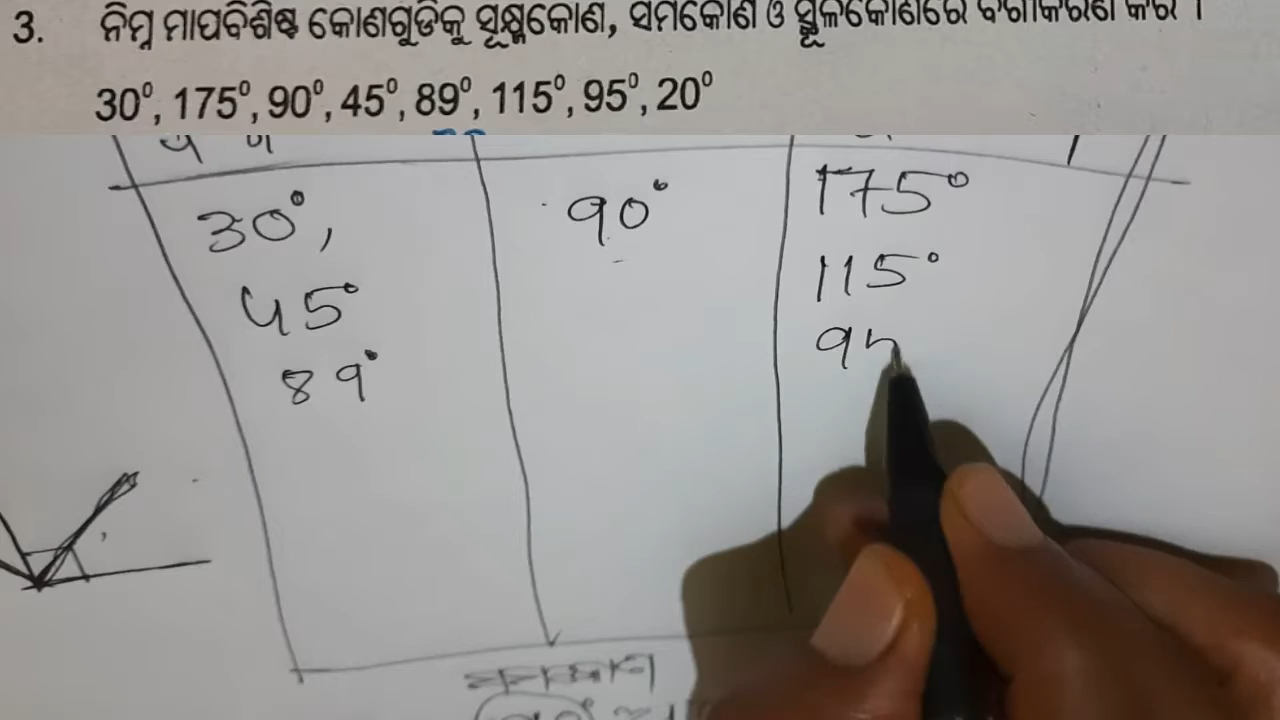 3. ନିମ୍ନ ମାପବିଶିଷ୍ଟ କୋଣଗୁଡିକୁ ସୂକ୍ଷ୍ମକୋଣ, ସମକୋଣ ଓ ସ୍ଥୂଳକୋଣରେ ବର୍ଗୀକରଣ କର ।
30°, 175°, 90°, 45°, 89°, 115°, 95°, 20°
30°, 90° 175°
45° 115°
89° 95